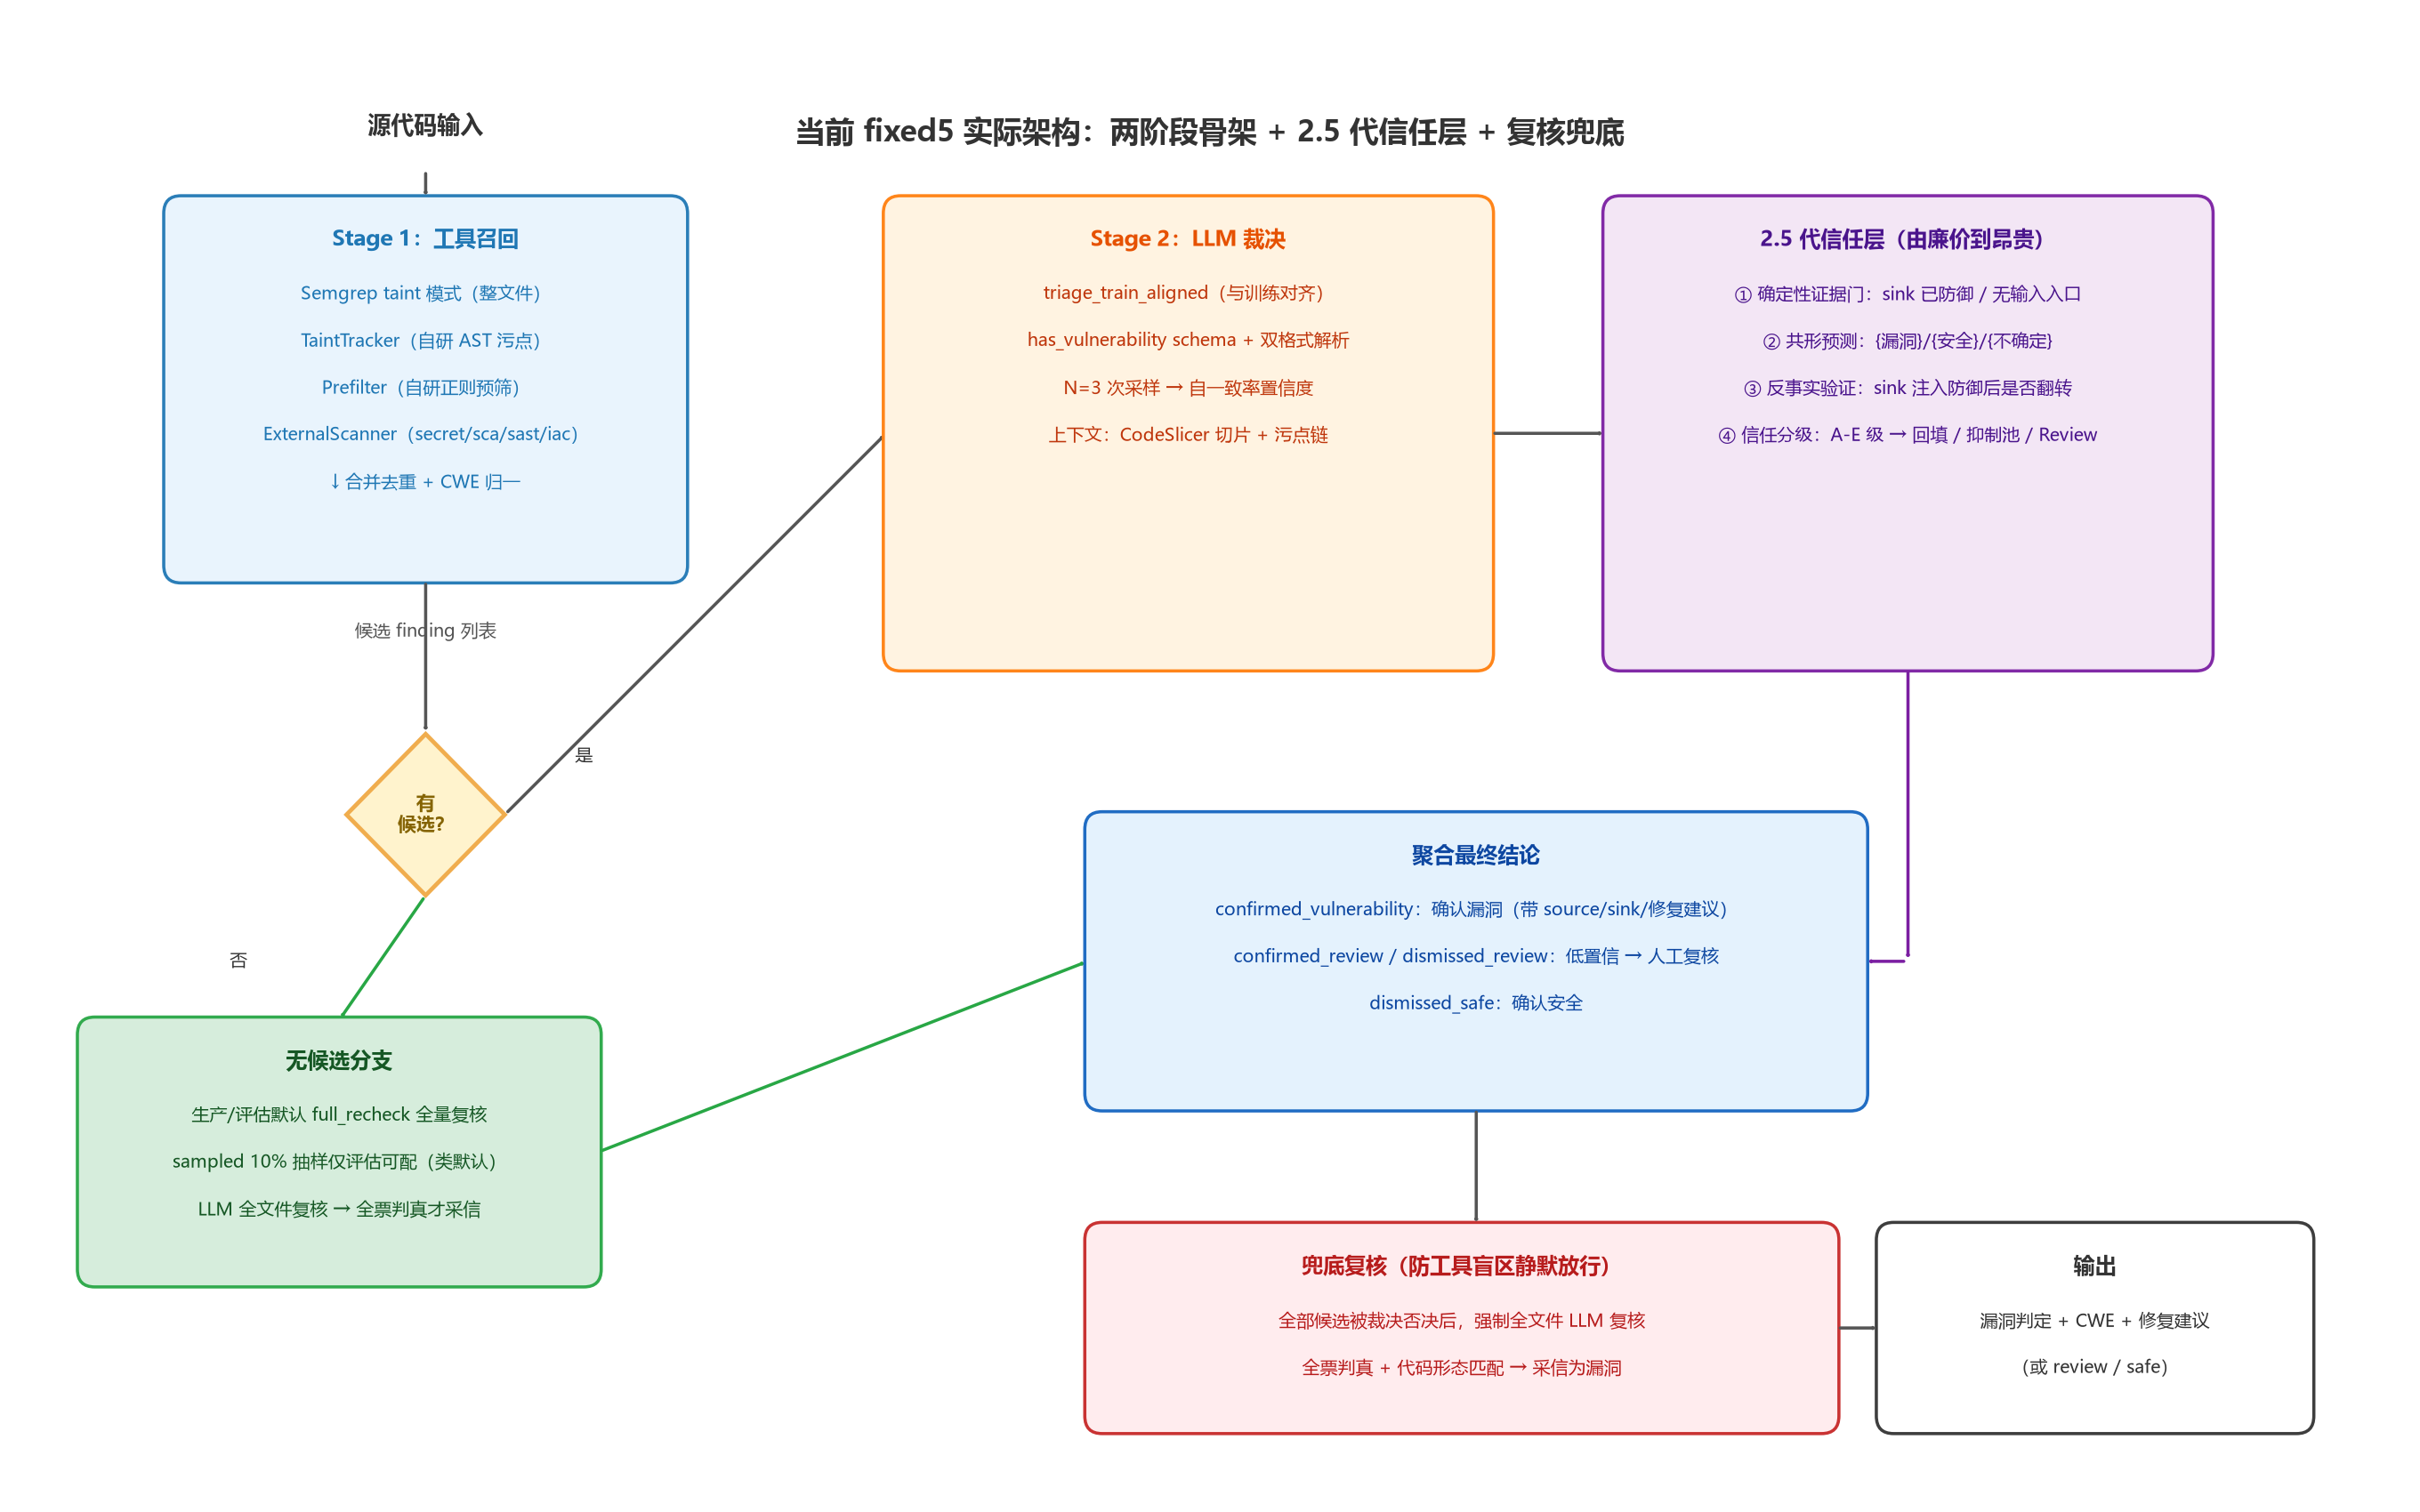 源代码输入
当前 fixed5 实际架构：两阶段骨架 + 2.5 代信任层 + 复核兜底
Stage 1：工具召回
Semgrep taint 模式（整文件）
TaintTracker（自研 AST 污点）
Prefilter（自研正则预筛）
ExternalScanner（secret/sca/sast/iac）
↓ 合并去重 + CWE 归一
Stage 2：LLM 裁决
triage_train_aligned（与训练对齐）
has_vulnerability schema + 双格式解析
N=3 次采样 → 自一致率置信度
上下文：CodeSlicer 切片 + 污点链
2.5 代信任层（由廉价到昂贵）
① 确定性证据门：sink 已防御 / 无输入入口
② 共形预测：{漏洞}/{安全}/{不确定}
③ 反事实验证：sink 注入防御后是否翻转
④ 信任分级：A-E 级 → 回填 / 抑制池 / Review
候选 finding 列表
是
有
候选?
否
无候选分支
生产/评估默认 full_recheck 全量复核
sampled 10% 抽样仅评估可配（类默认）
LLM 全文件复核 → 全票判真才采信
聚合最终结论
confirmed_vulnerability：确认漏洞（带 source/sink/修复建议）
confirmed_review / dismissed_review：低置信 → 人工复核
dismissed_safe：确认安全
兜底复核（防工具盲区静默放行）
全部候选被裁决否决后，强制全文件 LLM 复核
全票判真 + 代码形态匹配 → 采信为漏洞
输出
漏洞判定 + CWE + 修复建议
（或 review / safe）